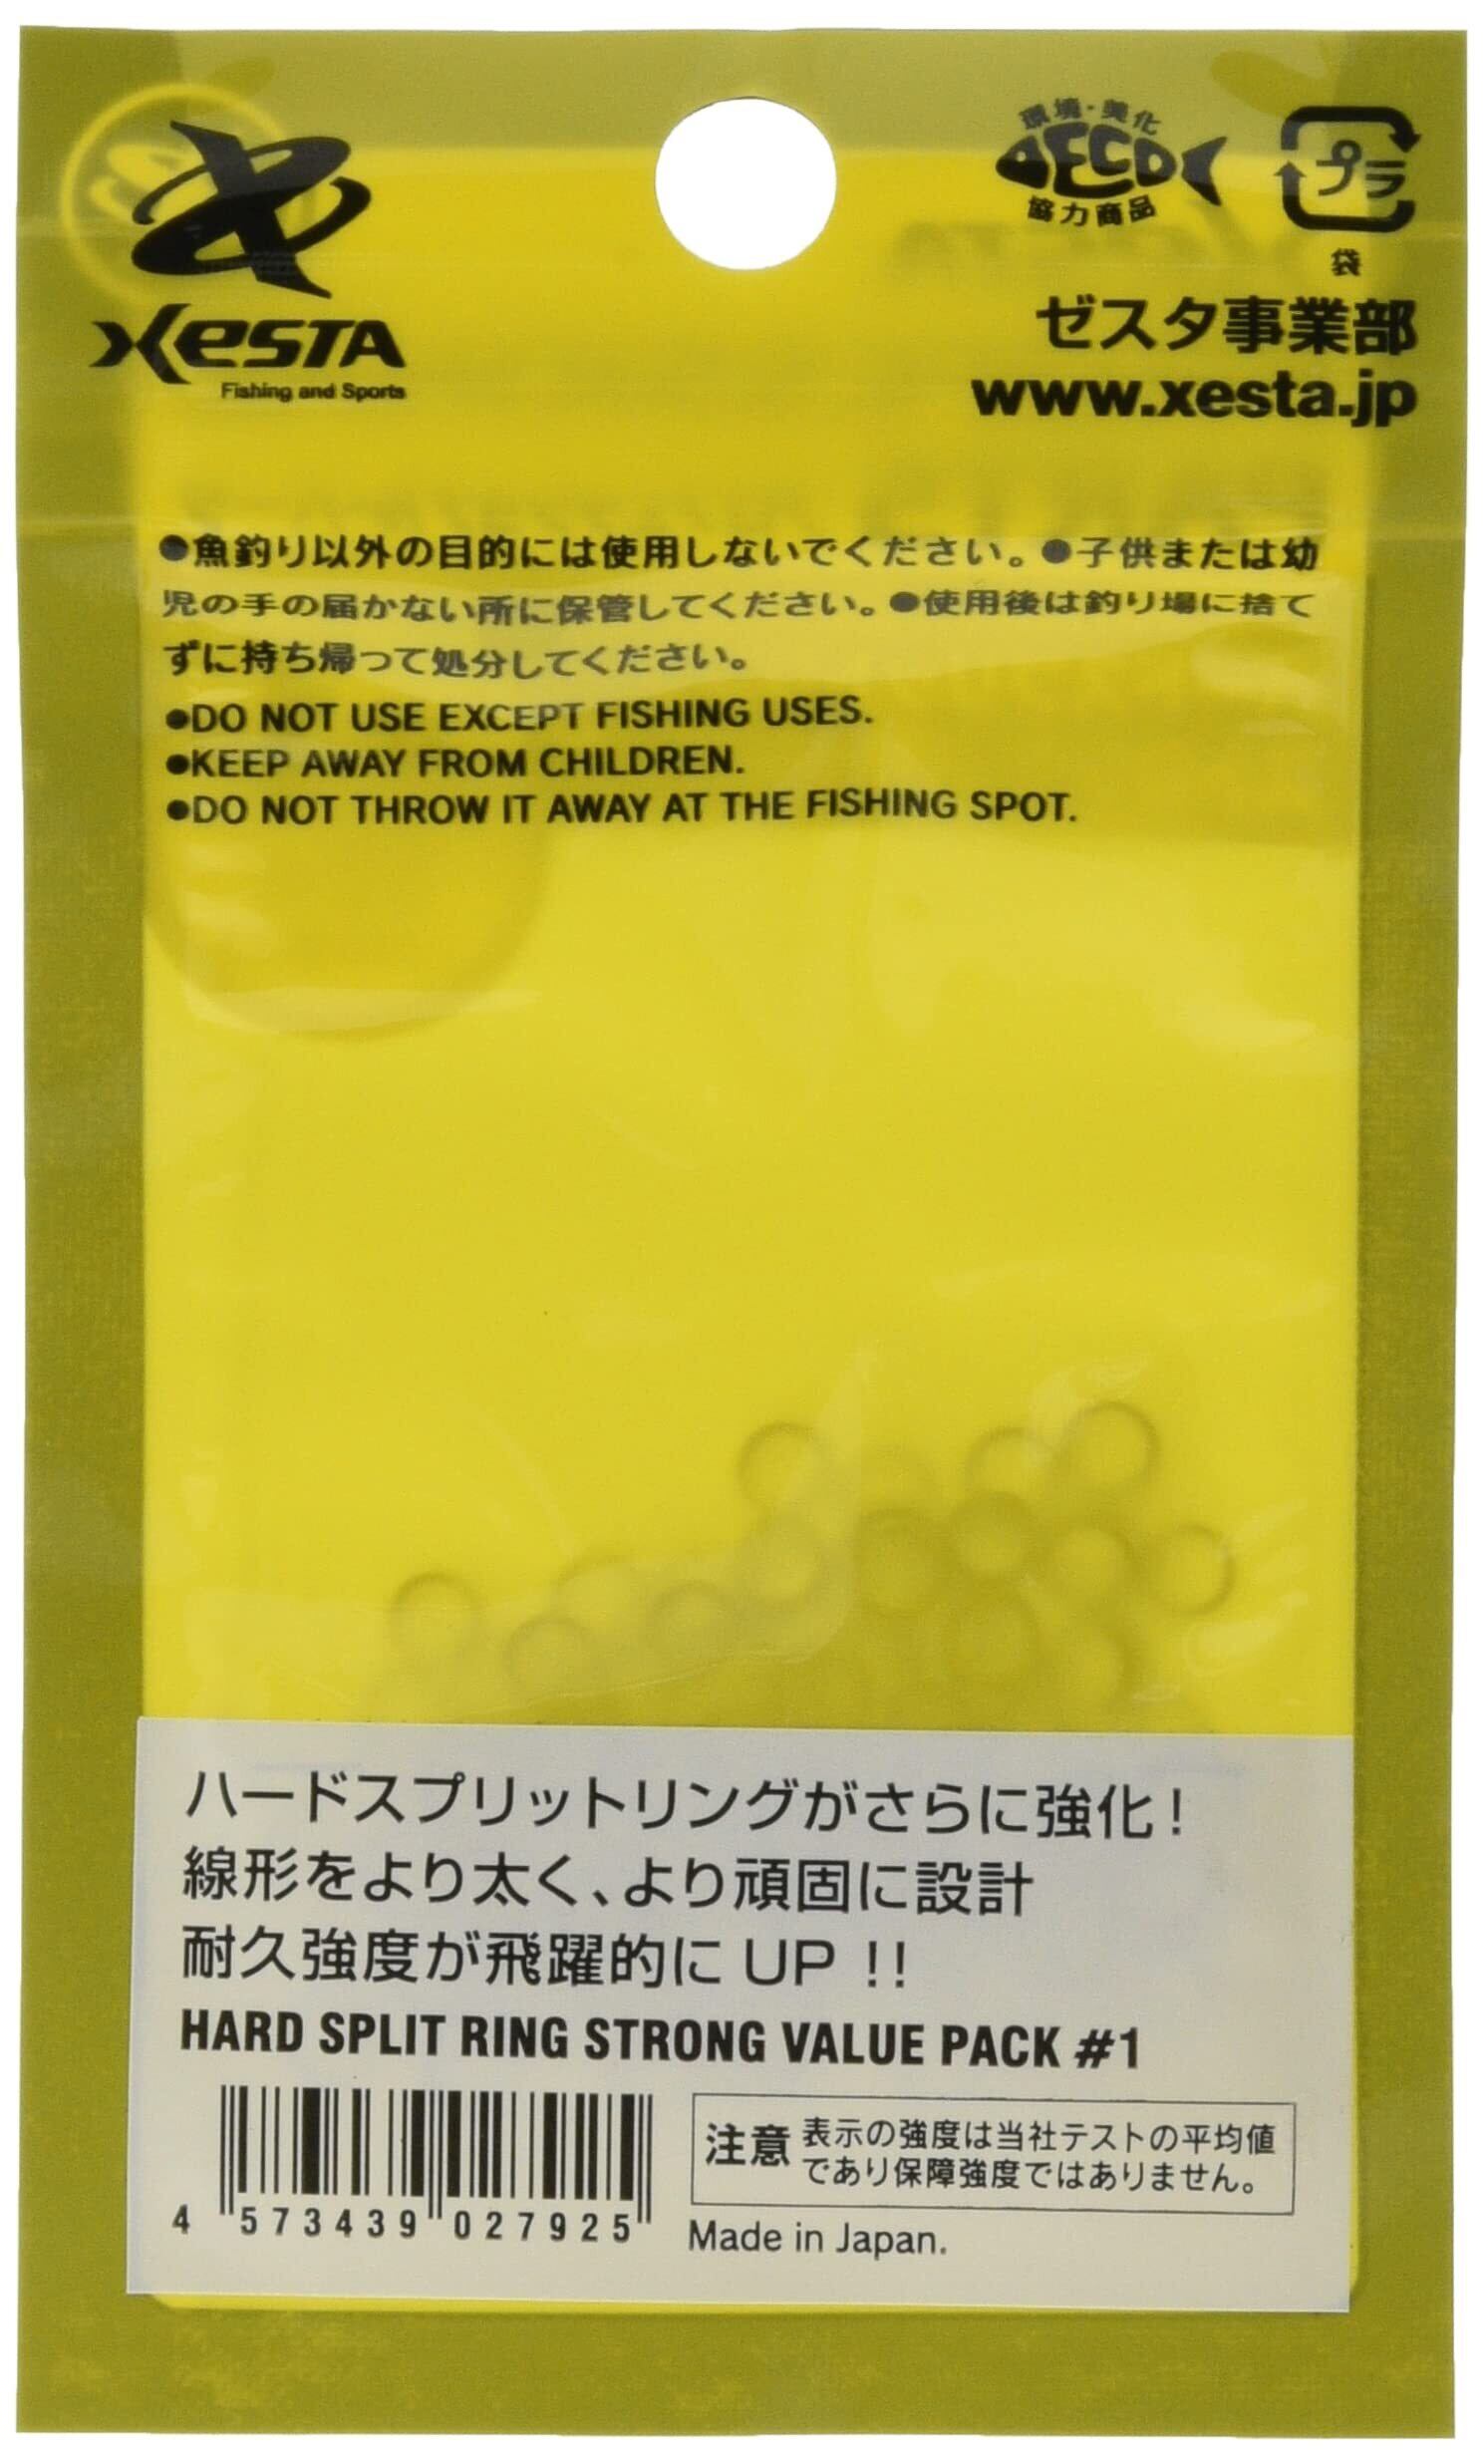 XESTA
Fishing and Sports
環境・美化
ECO
協力商品
プラ
袋
ゼスタ事業部
www.xesta.jp
●魚釣り以外の目的には使用しないでください。●子供または幼
児の手の届かない所に保管してください。●使用後は釣り場に捨て
ずに持ち帰って処分してください。
●DO NOT USE EXCEPT FISHING USES.
●KEEP AWAY FROM CHILDREN.
●DO NOT THROW IT AWAY AT THE FISHING SPOT.
ハードスプリットリングがさらに強化！
線形をより太く、より頑固に設計
耐久強度が飛躍的に UP !!
HARD SPLIT RING STRONG VALUE PACK #1
4 573439 027925
注意 表示の強度は当社テストの平均値
であり保障強度ではありません。
Made in Japan.